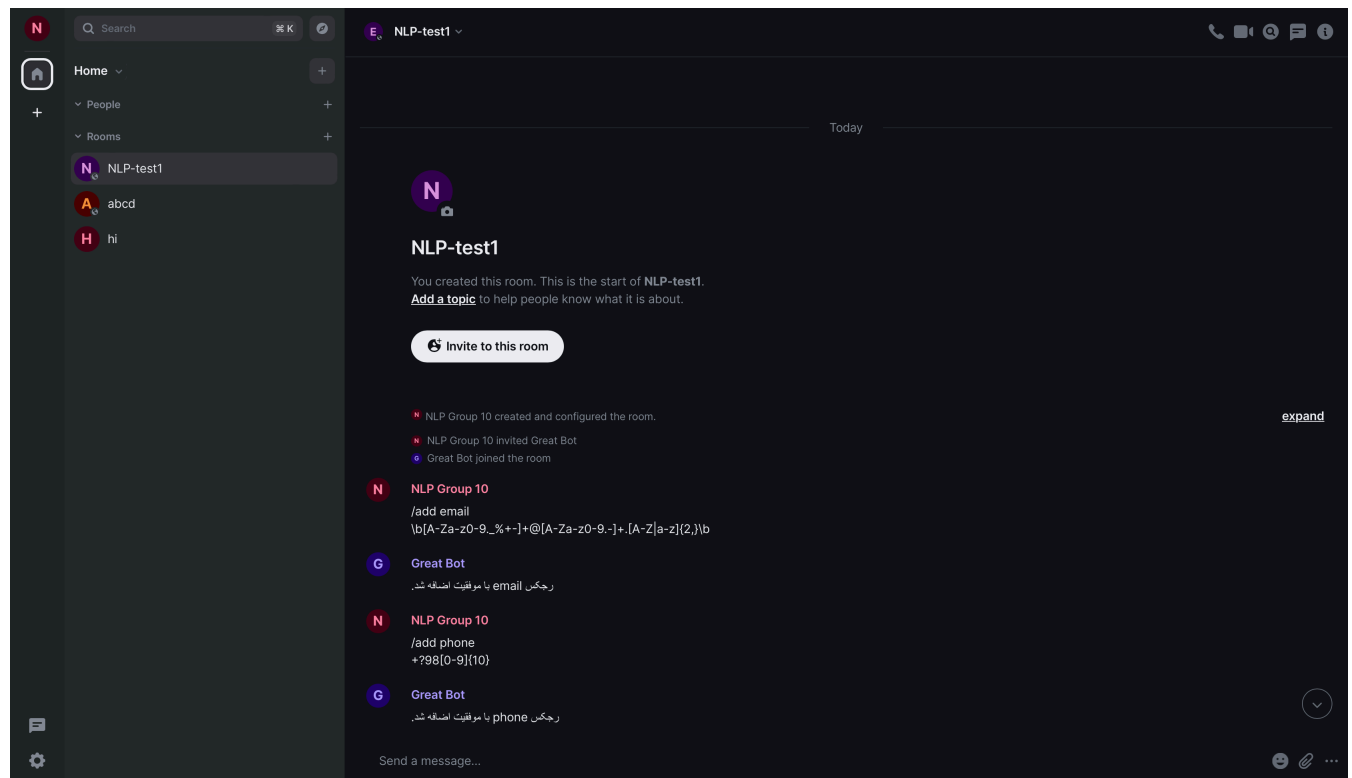 N
Search
⌘ K
Home
People
Rooms
N NLP-test1
A abcd
H hi
E NLP-test1
Today
N
NLP-test1
You created this room. This is the start of NLP-test1.
Add a topic to help people know what it is about.
Invite to this room
N NLP Group 10 created and configured the room.
expand
N NLP Group 10 invited Great Bot
G Great Bot joined the room
N NLP Group 10
/add email
\b[A-Za-z0-9._%+-]+@[A-Za-z0-9.-]+.[A-Z|a-z]{2,}\b
G Great Bot
رجکس email با موفقیت اضافه شد.
N NLP Group 10
/add phone
+?98[0-9]{10}
G Great Bot
رجکس phone با موفقیت اضافه شد.
Send a message...